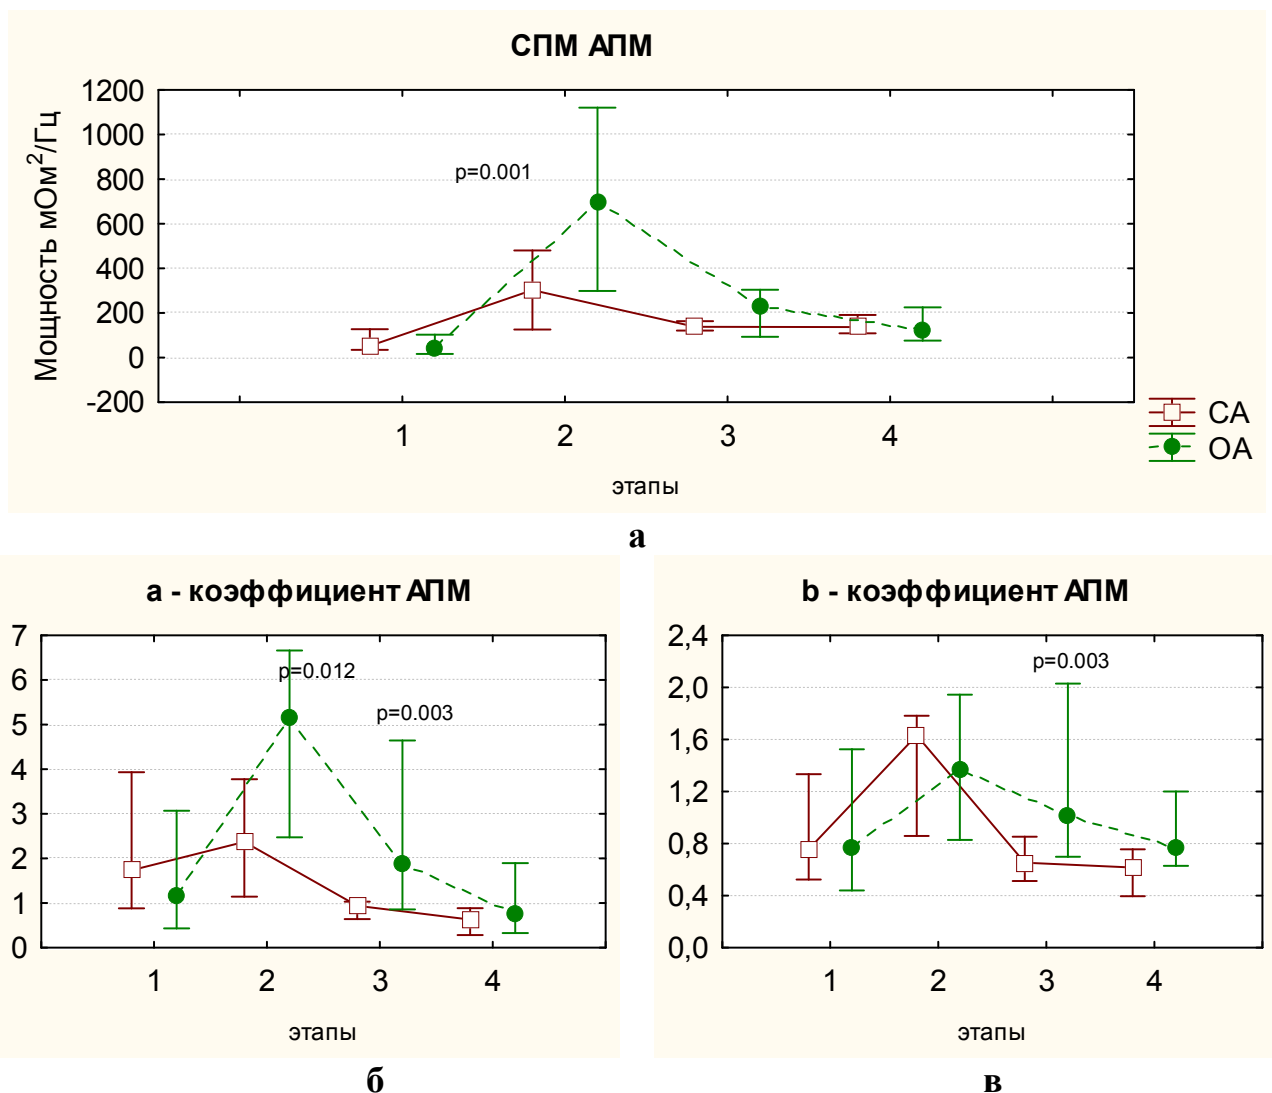 СПМ АПМ
Мощность мОм²/Гц
1200
1000
800
600
400
200
0
-200
p=0.001
1 2 3 4
этапы
СА
ОА
а
a - коэффициент АПМ
7
6
5
4
3
2
1
0
p=0.012
p=0.003
1 2 3 4
этапы
б
b - коэффициент АПМ
2,4
2,0
1,6
1,2
0,8
0,4
0,0
p=0.003
1 2 3 4
этапы
в